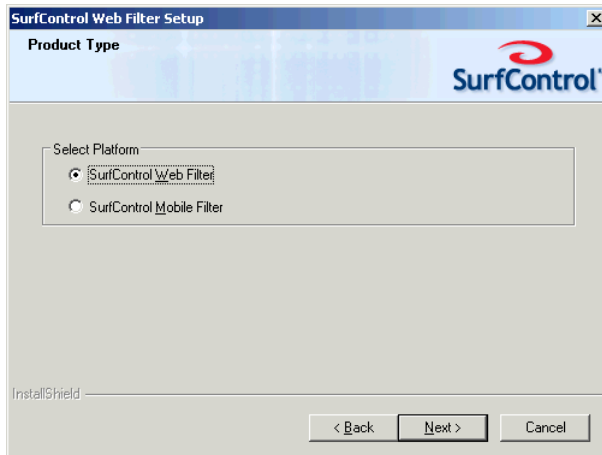 SurfControl Web Filter Setup
Product Type
SurfControl
Select Platform
SurfControl Web Filter
SurfControl Mobile Filter
InstallShield
< Back
Next >
Cancel